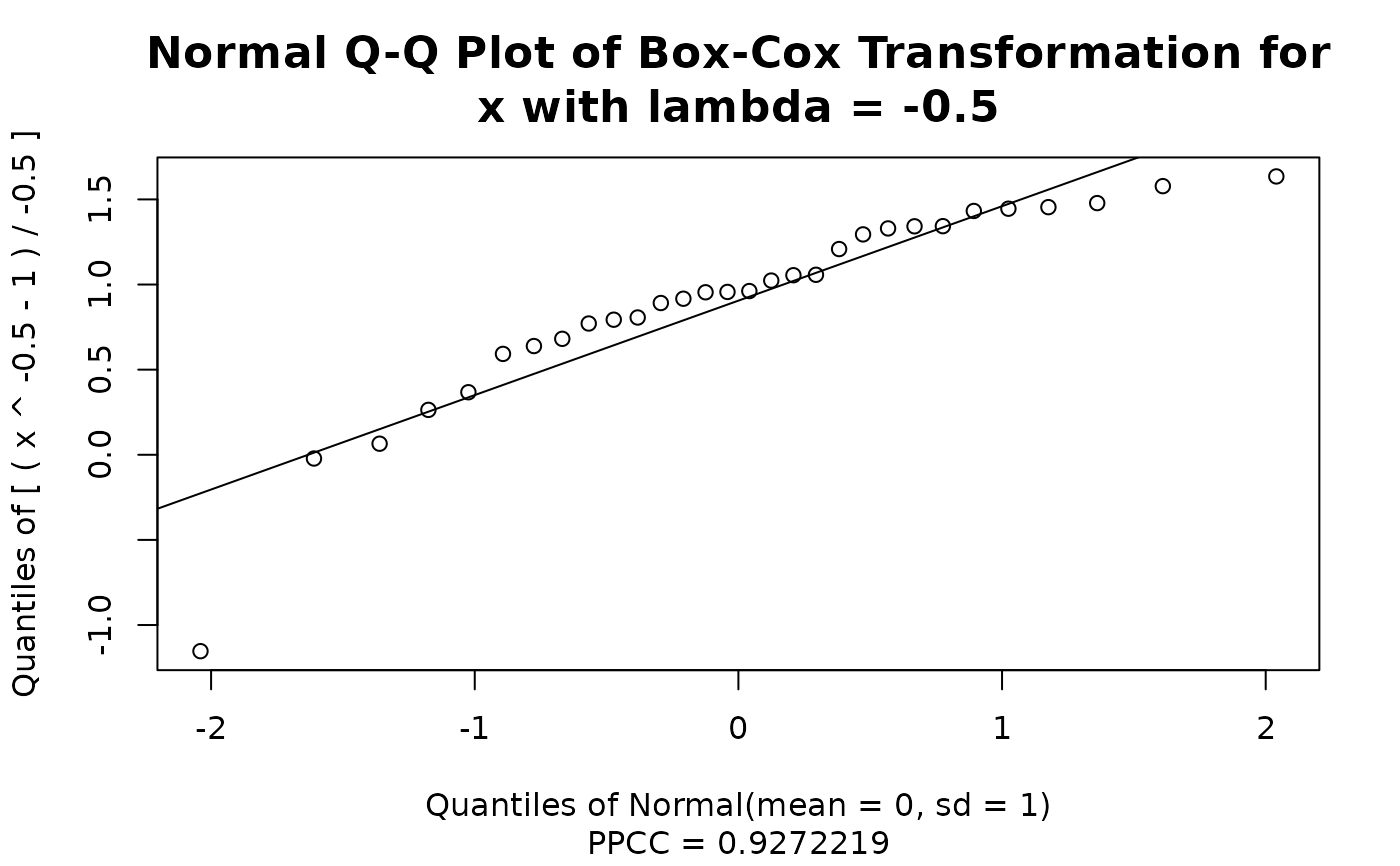 Normal Q-Q Plot of Box-Cox Transformation for
x with lambda = -0.5
Quantiles of [ ( x ^ -0.5 - 1 ) / -0.5 ]
1.5
1.0
0.5
0.0
-1.0
-2 -1 0 1 2
Quantiles of Normal(mean = 0, sd = 1)
PPCC = 0.9272219